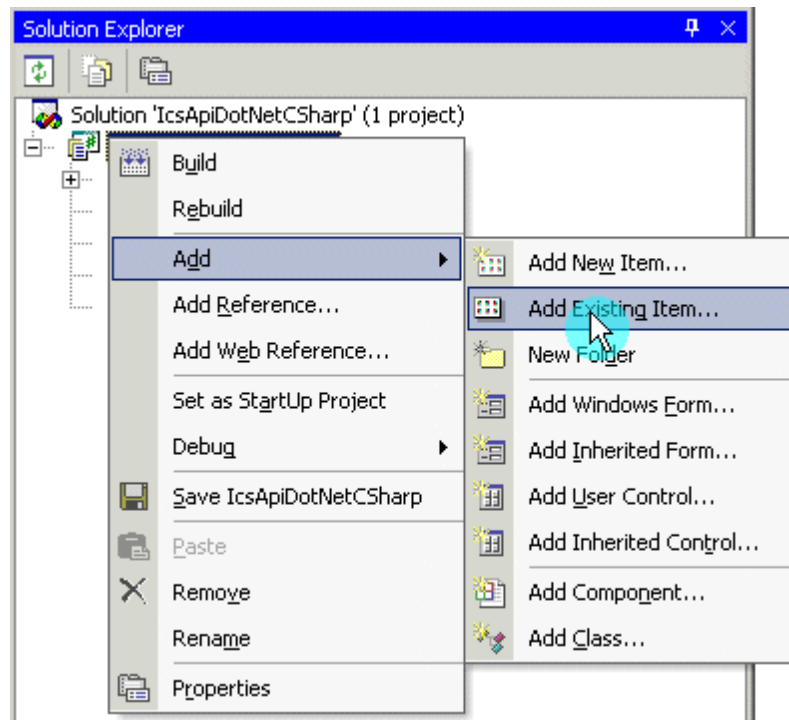 Solution Explorer
Solution 'IcsApiDotNetCSharp' (1 project)
Build
Rebuild
Add
Add Reference...
Add Web Reference...
Set as StartUp Project
Debug
Save IcsApiDotNetCSharp
Paste
Remove
Rename
Properties
Add New Item...
Add Existing Item...
New Folder
Add Windows Form...
Add Inherited Form...
Add User Control...
Add Inherited Control...
Add Component...
Add Class...